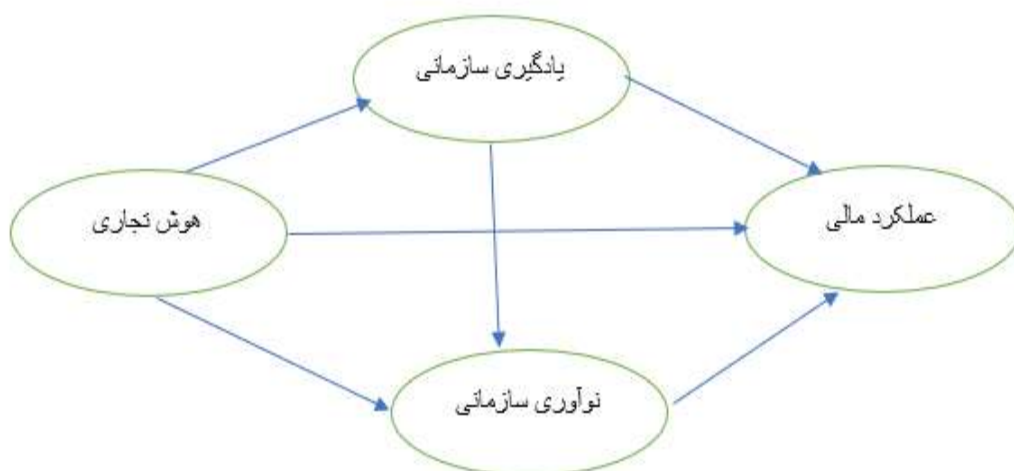 یادگیری سازمانی
هوش تجاری
عملکرد مالی
نوآوری سازمانی